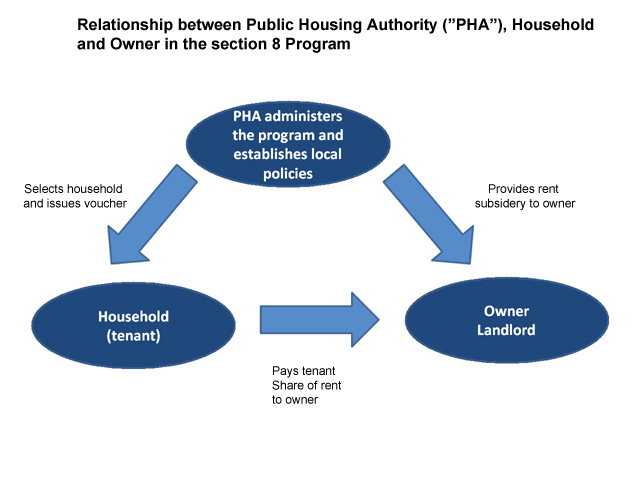 Relationship between Public Housing Authority (”PHA”), Household
and Owner in the section 8 Program
PHA administers
the program and
establishes local
policies
Selects household
and issues voucher
Provides rent
subsidery to owner
Household
(tenant)
Owner
Landlord
Pays tenant
Share of rent
to owner